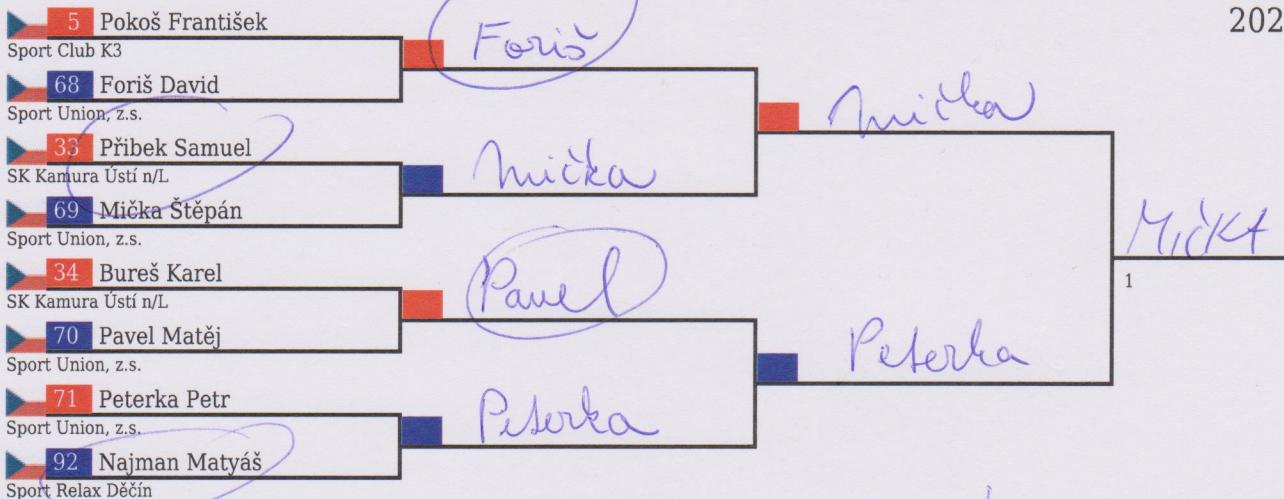 202
5 Pokoš František
Sport Club K3
Foriš
68 Foriš David
Sport Union, z.s.
Mička
33 Přibek Samuel
SK Kamura Ústí n/L
Mička
69 Mička Štěpán
Sport Union, z.s.
MIČKA
1
34 Bureš Karel
SK Kamura Ústí n/L
Pavel
70 Pavel Matěj
Sport Union, z.s.
Peterka
71 Peterka Petr
Sport Union, z.s.
Peterka
92 Najman Matyáš
Sport Relax Děčín